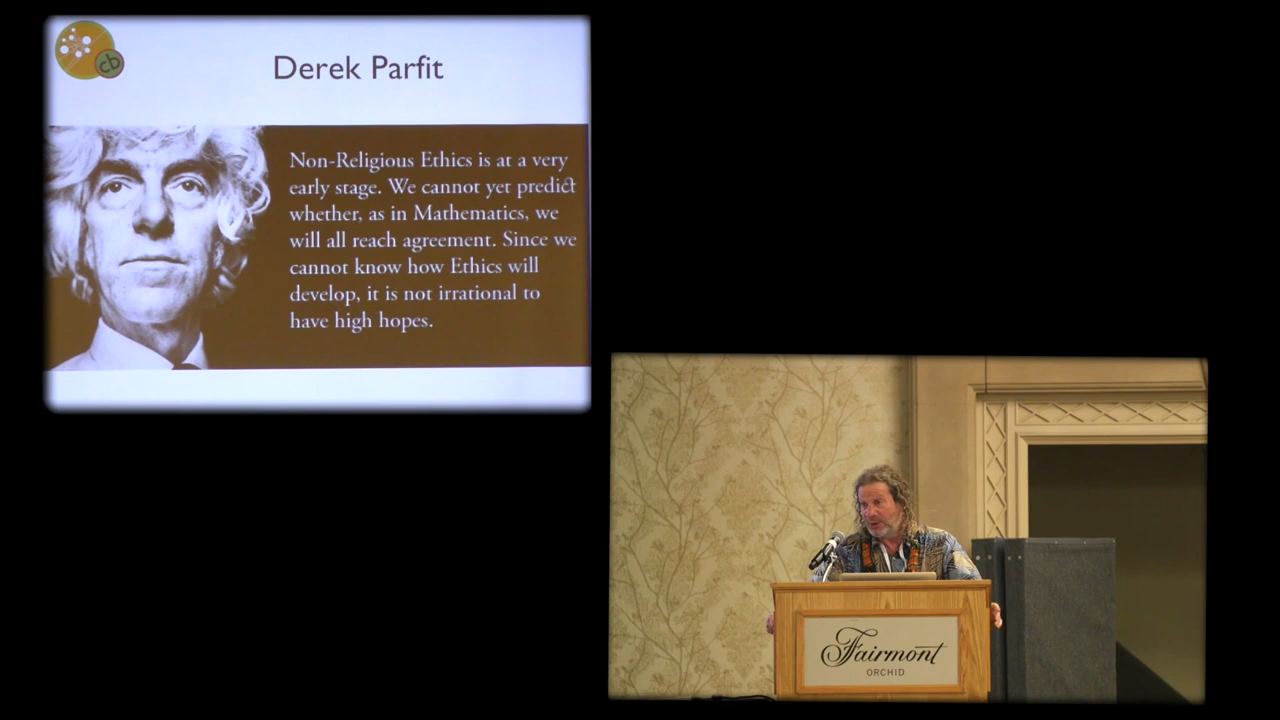 cb
Derek Parfit
Non-Religious Ethics is at a very
early stage. We cannot yet predict
whether, as in Mathematics, we
will all reach agreement. Since we
cannot know how Ethics will
develop, it is not irrational to
have high hopes.
Fairmont
ORCHID